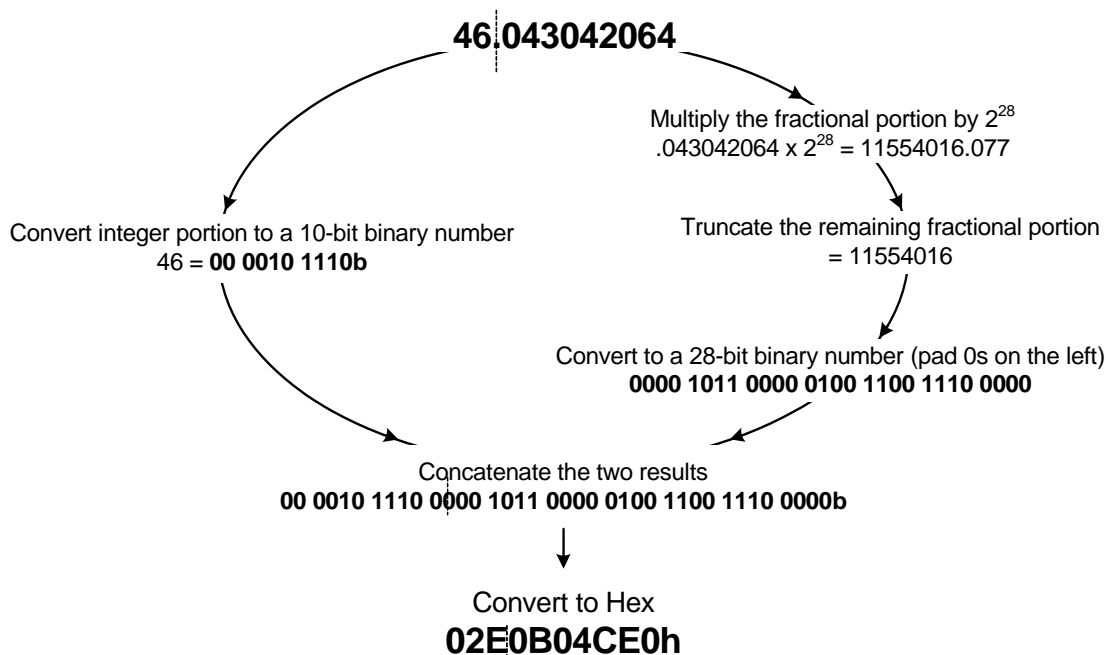 46.043042064
Multiply the fractional portion by 2^28
.043042064 x 2^28 = 11554016.077
Convert integer portion to a 10-bit binary number
46 = 00 0010 1110b
Truncate the remaining fractional portion
= 11554016
Convert to a 28-bit binary number (pad 0s on the left)
0000 1011 0000 0100 1100 1110 0000
Concatenate the two results
00 0010 1110 0000 1011 0000 0100 1100 1110 0000b
Convert to Hex
02E0B04CE0h